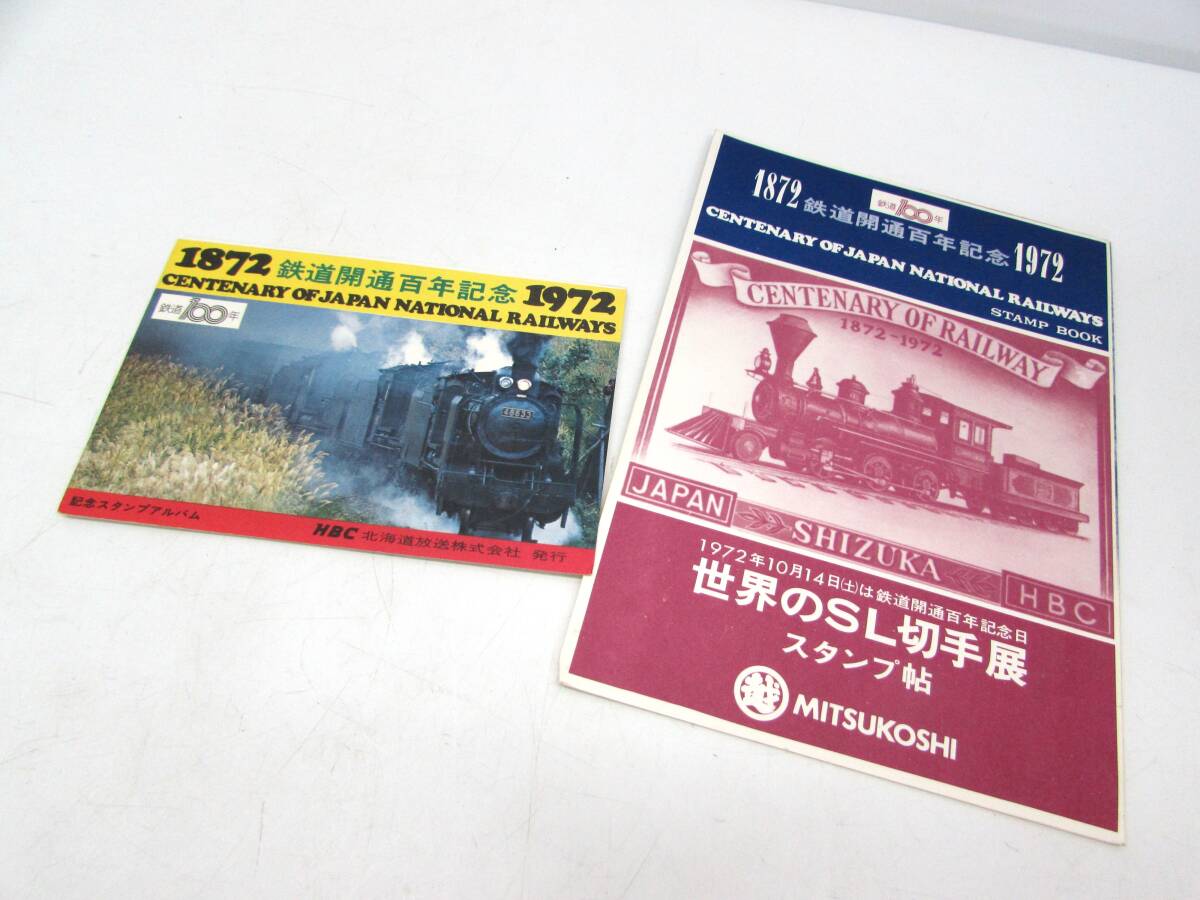 1872 鉄道開通百年記念 1972
CENTENARY OF JAPAN NATIONAL RAILWAYS
鉄道100年
48633
記念スタンプアルバム
HBC 北海道放送株式会社 発行
鉄道100年
1872 鉄道開通百年記念 1972
CENTENARY OF JAPAN NATIONAL RAILWAYS
STAMP BOOK
CENTENARY OF RAILWAY
1872-1972
JAPAN
SHIZUKA
HBC
1972年10月14日(土)は鉄道開通百年記念日
世界のSL切手展
スタンプ帖
越 MITSUKOSHI